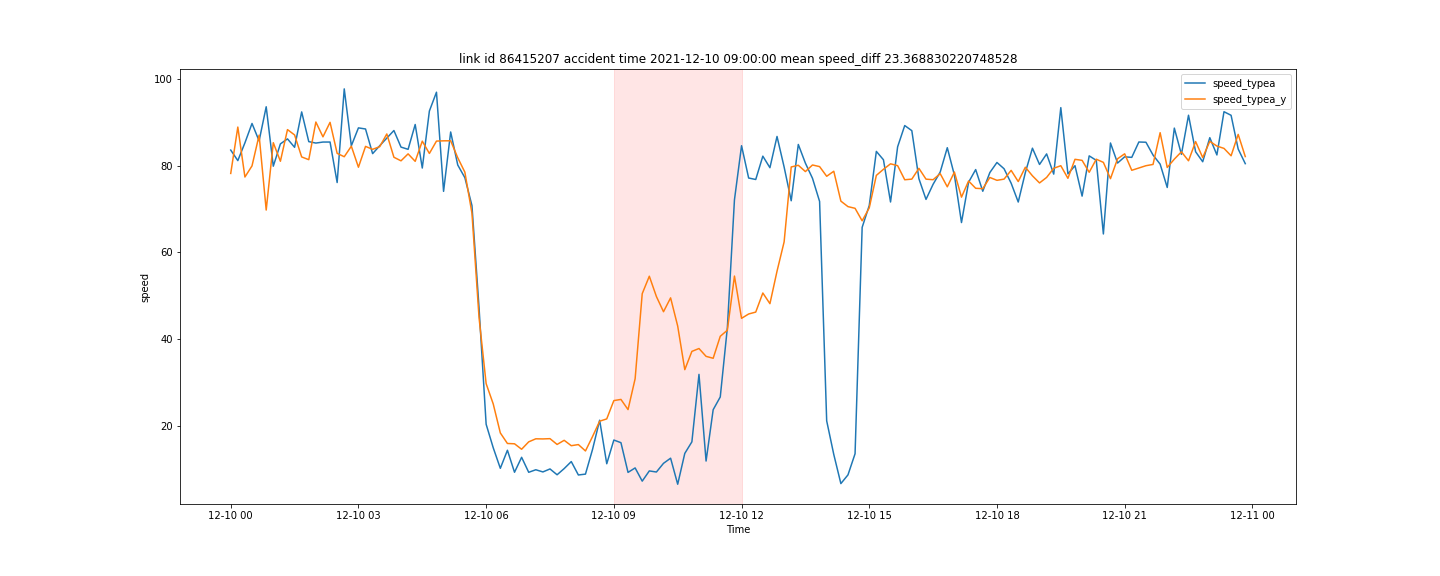 link id 86415207 accident time 2021-12-10 09:00:00 mean speed_diff 23.368830220748528
speed_typea
speed_typea_y
100
80
60
40
20
speed
12-10 00 12-10 03 12-10 06 12-10 09 12-10 12 12-10 15 12-10 18 12-10 21 12-11 00
Time